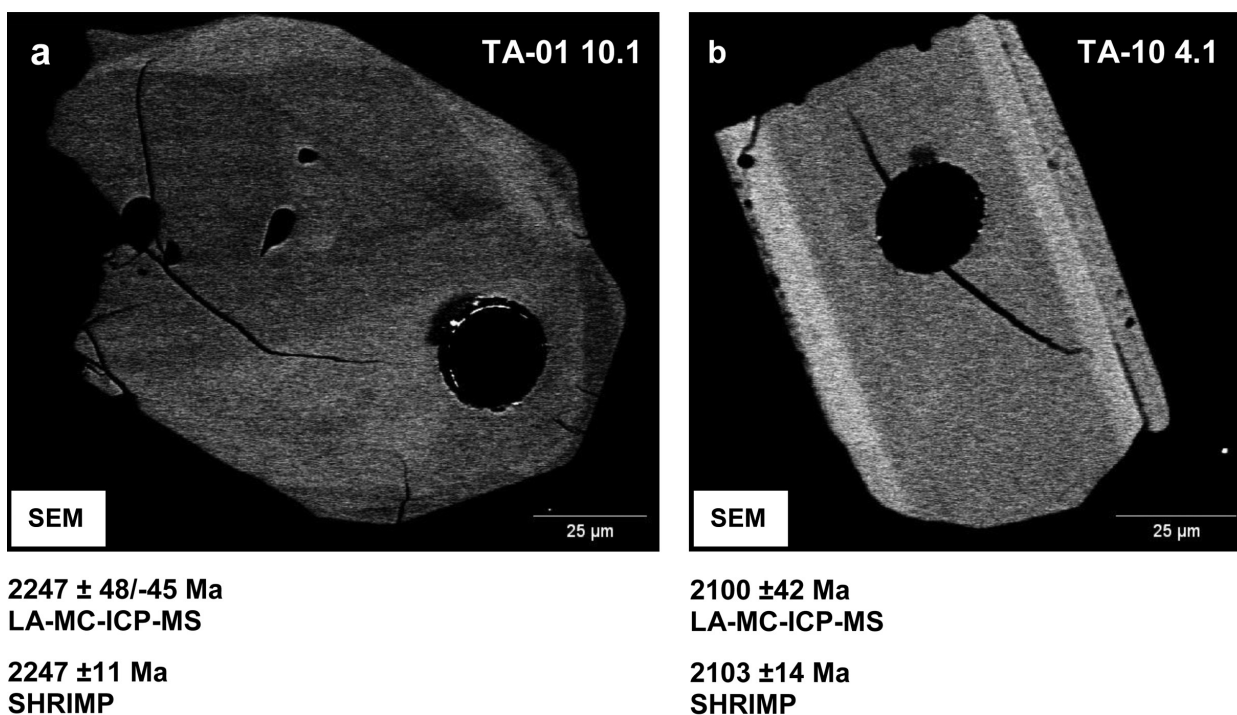 a
TA-01 10.1
SEM
25 µm
2247 ± 48/-45 Ma
LA-MC-ICP-MS
2247 ±11 Ma
SHRIMP
b
TA-10 4.1
SEM
25 µm
2100 ±42 Ma
LA-MC-ICP-MS
2103 ±14 Ma
SHRIMP